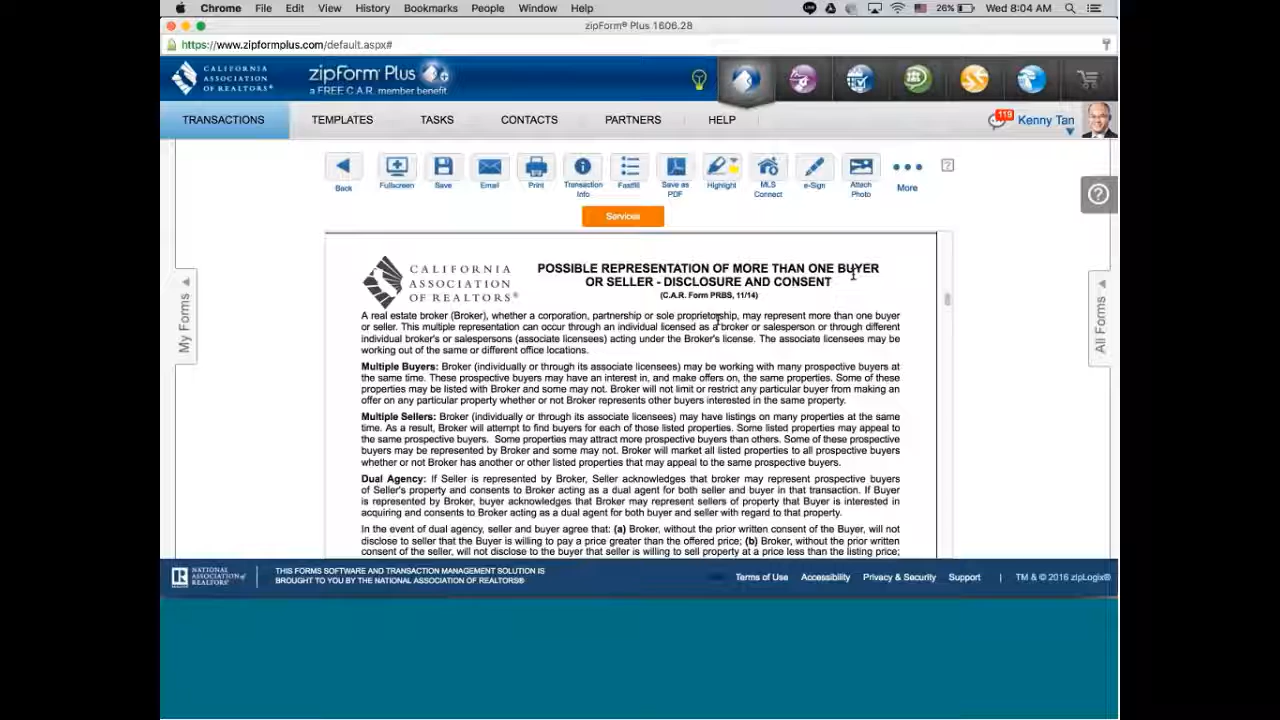 Chrome File Edit View History Bookmarks People Window Help 26% Wed 8:04 AM
zipForm® Plus 1606.28
https://www.zipformplus.com/default.aspx#
CALIFORNIA
ASSOCIATION
OF REALTORS®
zipForm® Plus
a FREE C.A.R. member benefit
TRANSACTIONS TEMPLATES TASKS CONTACTS PARTNERS HELP 119 Kenny Tan
Back Fullscreen Save Email Print Transaction Info Fastfill Save as PDF Highlight MLS Connect e-Sign Attach Photo More
Services
My Forms
All Forms
CALIFORNIA
ASSOCIATION
OF REALTORS®
POSSIBLE REPRESENTATION OF MORE THAN ONE BUYER
OR SELLER - DISCLOSURE AND CONSENT
(C.A.R. Form PRBS, 11/14)
A real estate broker (Broker), whether a corporation, partnership or sole proprietorship, may represent more than one buyer
or seller. This multiple representation can occur through an individual licensed as a broker or salesperson or through different
individual broker's or salespersons (associate licensees) acting under the Broker's license. The associate licensees may be
working out of the same or different office locations.
Multiple Buyers: Broker (individually or through its associate licensees) may be working with many prospective buyers at
the same time. These prospective buyers may have an interest in, and make offers on, the same properties. Some of these
properties may be listed with Broker and some may not. Broker will not limit or restrict any particular buyer from making an
offer on any particular property whether or not Broker represents other buyers interested in the same property.
Multiple Sellers: Broker (individually or through its associate licensees) may have listings on many properties at the same
time. As a result, Broker will attempt to find buyers for each of those listed properties. Some listed properties may appeal to
the same prospective buyers. Some properties may attract more prospective buyers than others. Some of these prospective
buyers may be represented by Broker and some may not. Broker will market all listed properties to all prospective buyers
whether or not Broker has another or other listed properties that may appeal to the same prospective buyers.
Dual Agency: If Seller is represented by Broker, Seller acknowledges that broker may represent prospective buyers
of Seller's property and consents to Broker acting as a dual agent for both seller and buyer in that transaction. If Buyer
is represented by Broker, buyer acknowledges that Broker may represent sellers of property that Buyer is interested in
acquiring and consents to Broker acting as a dual agent for both buyer and seller with regard to that property.
In the event of dual agency, seller and buyer agree that: (a) Broker, without the prior written consent of the Buyer, will not
disclose to seller that the Buyer is willing to pay a price greater than the offered price; (b) Broker, without the prior written
consent of the seller, will not disclose to the buyer that seller is willing to sell property at a price less than the listing price;
NATIONAL
ASSOCIATION of
REALTORS®
THIS FORMS SOFTWARE AND TRANSACTION MANAGEMENT SOLUTION IS
BROUGHT TO YOU BY THE NATIONAL ASSOCIATION OF REALTORS®
Terms of Use Accessibility Privacy & Security Support | TM & © 2016 zipLogix®